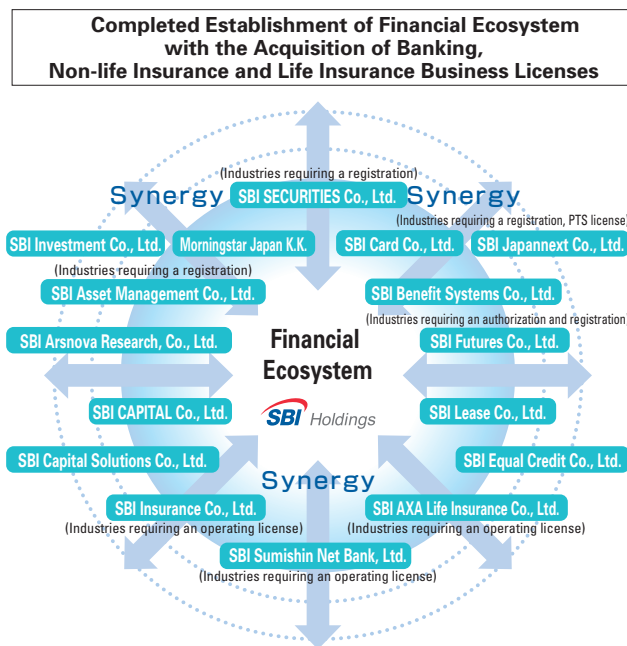 Completed Establishment of Financial Ecosystem
with the Acquisition of Banking,
Non-life Insurance and Life Insurance Business Licenses
(Industries requiring a registration)
Synergy
SBI SECURITIES Co., Ltd.
Synergy
(Industries requiring a registration, PTS license)
SBI Investment Co., Ltd.
Morningstar Japan K.K.
SBI Card Co., Ltd.
SBI Japannext Co., Ltd.
(Industries requiring a registration)
SBI Asset Management Co., Ltd.
SBI Benefit Systems Co., Ltd.
(Industries requiring an authorization and registration)
SBI Arsnova Research, Co., Ltd.
Financial
Ecosystem
SBI Futures Co., Ltd.
SBI CAPITAL Co., Ltd.
SBI Holdings
SBI Lease Co., Ltd.
SBI Capital Solutions Co., Ltd.
SBI Equal Credit Co., Ltd.
Synergy
SBI Insurance Co., Ltd.
(Industries requiring an operating license)
SBI AXA Life Insurance Co., Ltd.
(Industries requiring an operating license)
SBI Sumishin Net Bank, Ltd.
(Industries requiring an operating license)